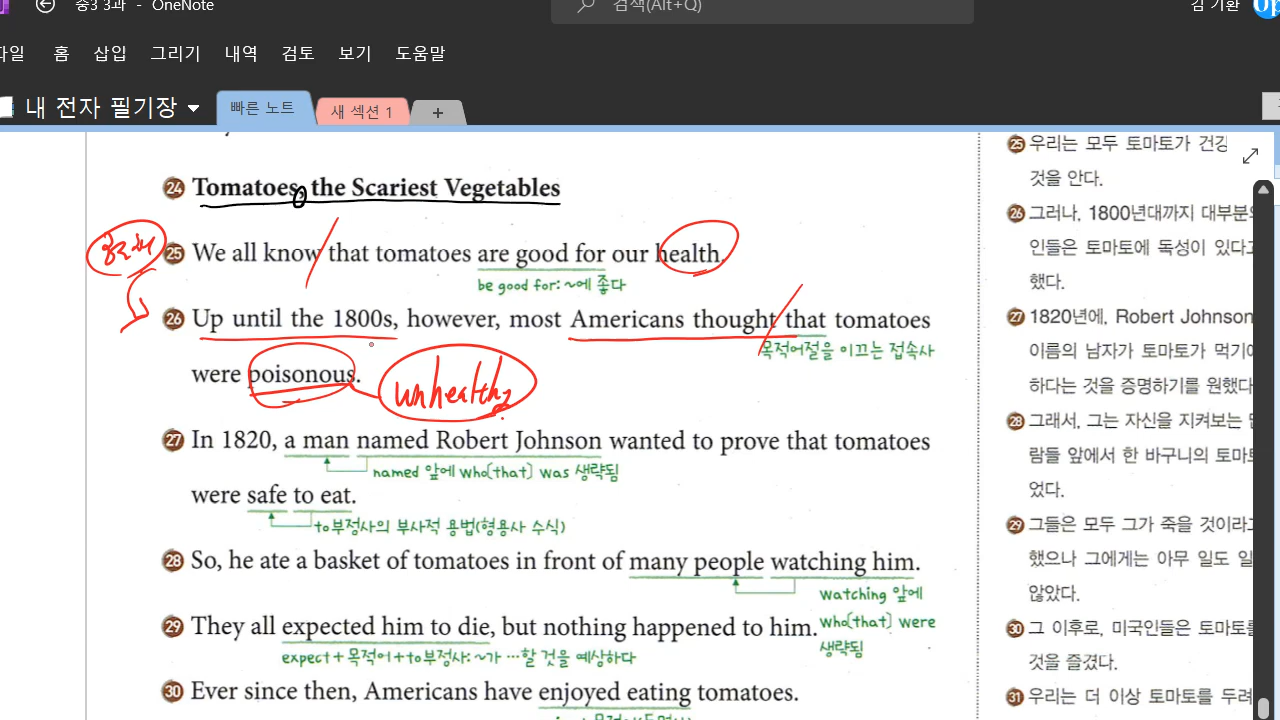 중3 3과 - OneNote
검색(Alt+Q)
김 기환
파일 홈 삽입 그리기 내역 검토 보기 도움말
내 전자 필기장
빠른 노트
새 섹션 1
+
24 Tomatoes, the Scariest Vegetables
25 We all know that tomatoes are good for our health.
be good for: ~에 좋다
26 Up until the 1800s, however, most Americans thought that tomatoes
목적어절을 이끄는 접속사
were poisonous.
unhealthy
27 In 1820, a man named Robert Johnson wanted to prove that tomatoes
named 앞에 who(that) was 생략됨
were safe to eat.
to부정사의 부사적 용법(형용사 수식)
28 So, he ate a basket of tomatoes in front of many people watching him.
watching 앞에
who(that) were
생략됨
29 They all expected him to die, but nothing happened to him.
expect+목적어+to부정사: ~가 …할 것을 예상하다
30 Ever since then, Americans have enjoyed eating tomatoes.
25 우리는 모두 토마토가 건강
것을 안다.
26 그러나, 1800년대까지 대부분의
인들은 토마토에 독성이 있다고
했다.
27 1820년에, Robert Johnson
이름의 남자가 토마토가 먹기에
하다는 것을 증명하기를 원했다
28 그래서, 그는 자신을 지켜보는
람들 앞에서 한 바구니의 토마토
었다.
29 그들은 모두 그가 죽을 것이라고
했으나 그에게는 아무 일도 일
않았다.
30 그 이후로, 미국인들은 토마토를
것을 즐겼다.
31 우리는 더 이상 토마토를 두려